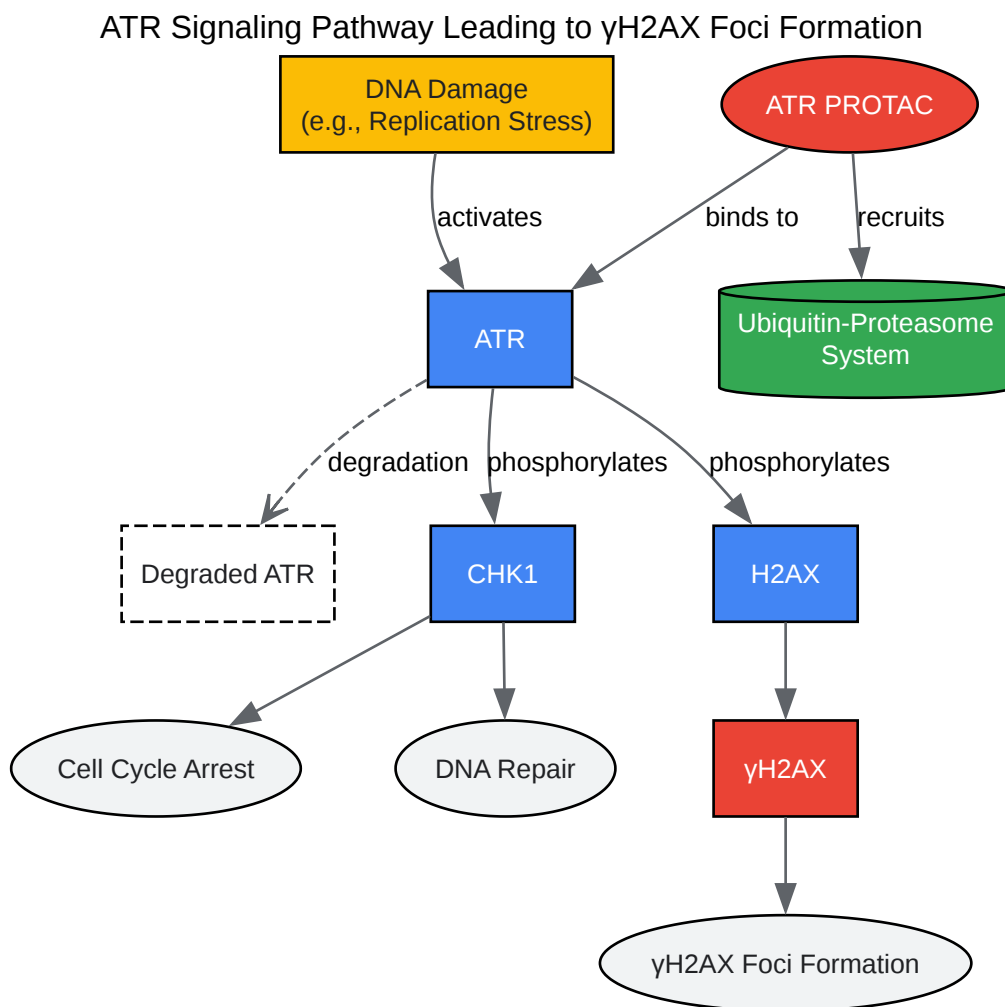 ATR Signaling Pathway Leading to γH2AX Foci Formation
DNA Damage
(e.g., Replication Stress)
ATR PROTAC
activates
binds to
recruits
ATR
Ubiquitin-Proteasome
System
degradation
phosphorylates
phosphorylates
Degraded ATR
CHK1
H2AX
Cell Cycle Arrest
DNA Repair
γH2AX
γH2AX Foci Formation